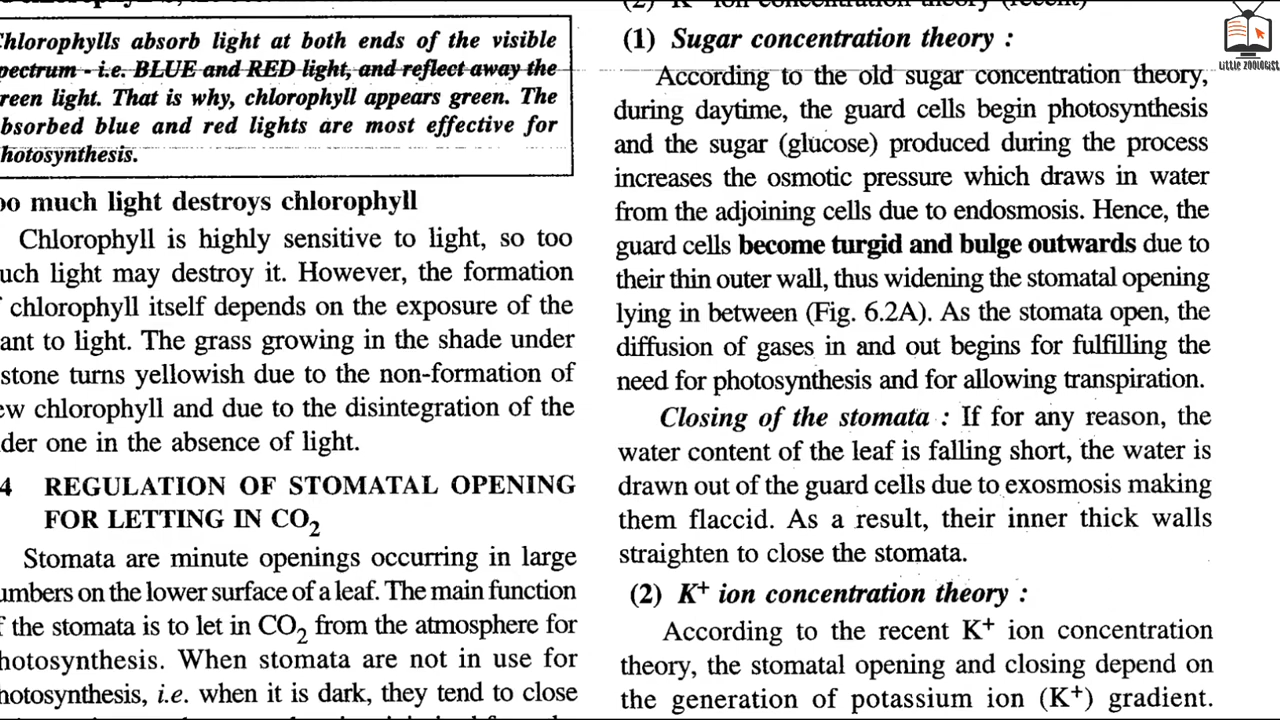 Chlorophylls absorb light at both ends of the visible
spectrum - i.e. BLUE and RED light, and reflect away the
green light. That is why, chlorophyll appears green. The
absorbed blue and red lights are most effective for
photosynthesis.
oo much light destroys chlorophyll
Chlorophyll is highly sensitive to light, so too
uch light may destroy it. However, the formation
f chlorophyll itself depends on the exposure of the
ant to light. The grass growing in the shade under
stone turns yellowish due to the non-formation of
ew chlorophyll and due to the disintegration of the
der one in the absence of light.
4 REGULATION OF STOMATAL OPENING
FOR LETTING IN CO2
Stomata are minute openings occurring in large
umbers on the lower surface of a leaf. The main function
f the stomata is to let in CO2 from the atmosphere for
hotosynthesis. When stomata are not in use for
hotosynthesis, i.e. when it is dark, they tend to close
(2) K+ ion concentration theory (recent)
(1) Sugar concentration theory :
According to the old sugar concentration theory,
during daytime, the guard cells begin photosynthesis
and the sugar (glucose) produced during the process
increases the osmotic pressure which draws in water
from the adjoining cells due to endosmosis. Hence, the
guard cells become turgid and bulge outwards due to
their thin outer wall, thus widening the stomatal opening
lying in between (Fig. 6.2A). As the stomata open, the
diffusion of gases in and out begins for fulfilling the
need for photosynthesis and for allowing transpiration.
Closing of the stomata : If for any reason, the
water content of the leaf is falling short, the water is
drawn out of the guard cells due to exosmosis making
them flaccid. As a result, their inner thick walls
straighten to close the stomata.
(2) K+ ion concentration theory :
According to the recent K+ ion concentration
theory, the stomatal opening and closing depend on
the generation of potassium ion (K+) gradient.
LITTLE ZOOLOGIST